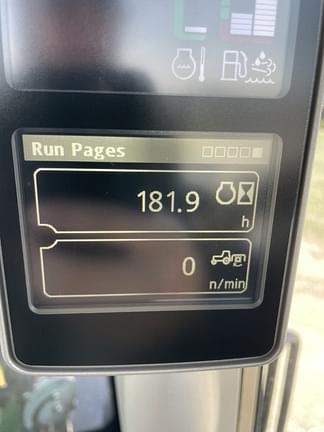 Run Pages
181.9
h
0
n/min